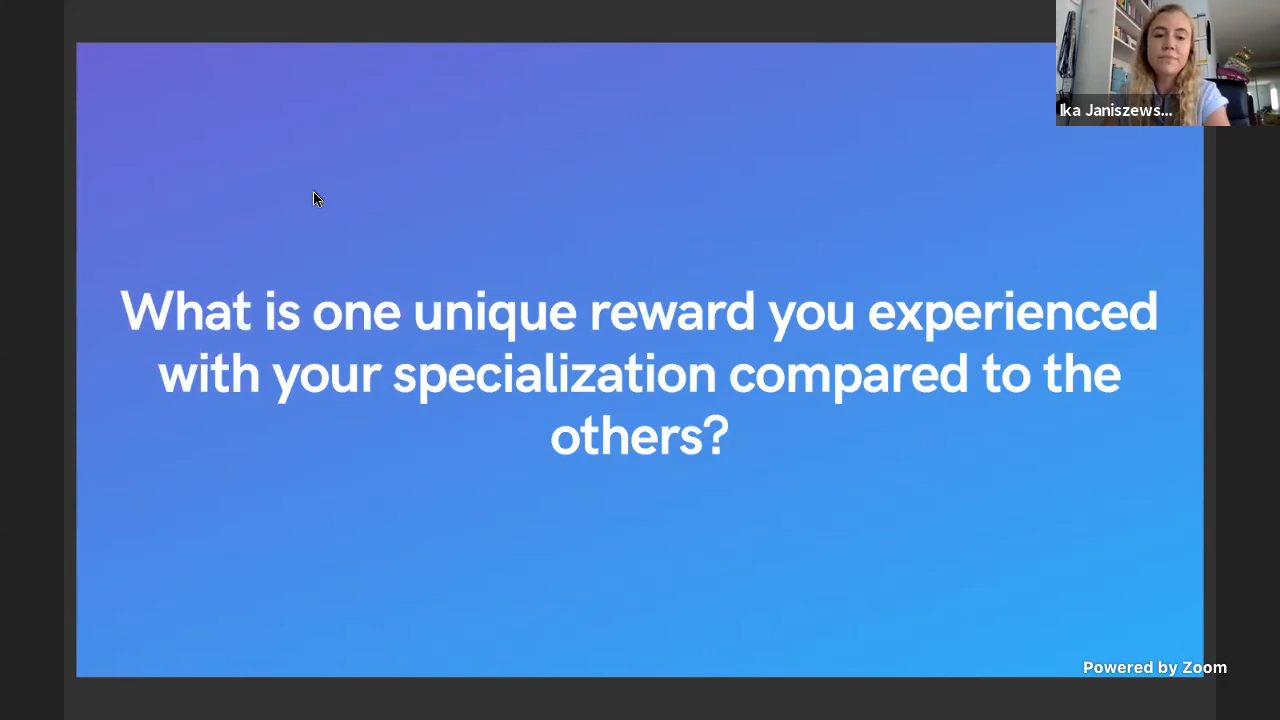 Ika Janiszews...
What is one unique reward you experienced
with your specialization compared to the
others?
Powered by Zoom